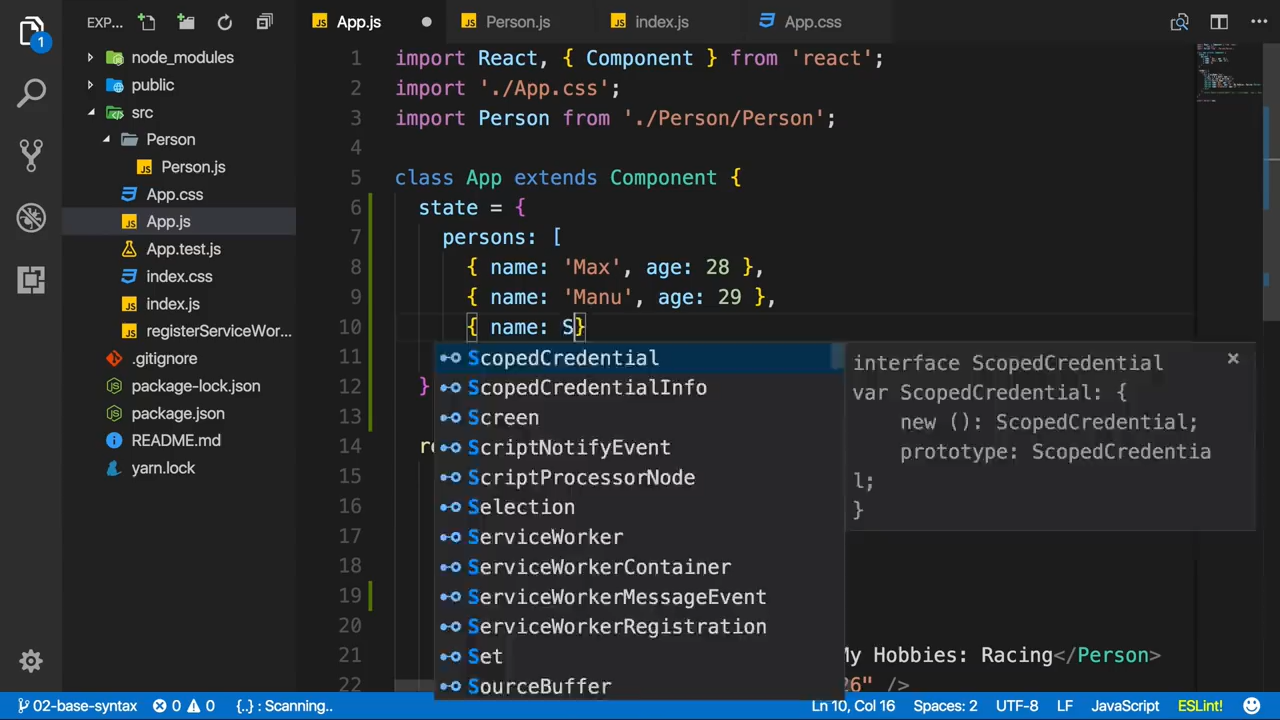 EXP...
App.js
Person.js
index.js
App.css
1
node_modules
public
src
Person
Person.js
App.css
App.js
App.test.js
index.css
index.js
registerServiceWor...
.gitignore
package-lock.json
package.json
README.md
yarn.lock
1 import React, { Component } from 'react';
2 import './App.css';
3 import Person from './Person/Person';
4
5 class App extends Component {
6 state = {
7 persons: [
8 { name: 'Max', age: 28 },
9 { name: 'Manu', age: 29 },
10 { name: S}
11
12 }
13
14 re
15
16
17
18
19
20
21 My Hobbies: Racing</Person>
22 26" />
ScopedCredential
ScopedCredentialInfo
Screen
ScriptNotifyEvent
ScriptProcessorNode
Selection
ServiceWorker
ServiceWorkerContainer
ServiceWorkerMessageEvent
ServiceWorkerRegistration
Set
SourceBuffer
interface ScopedCredential
var ScopedCredential: {
new (): ScopedCredential;
prototype: ScopedCredentia
l;
}
02-base-syntax 0 0 {..} : Scanning.. Ln 10, Col 16 Spaces: 2 UTF-8 LF JavaScript ESLint!